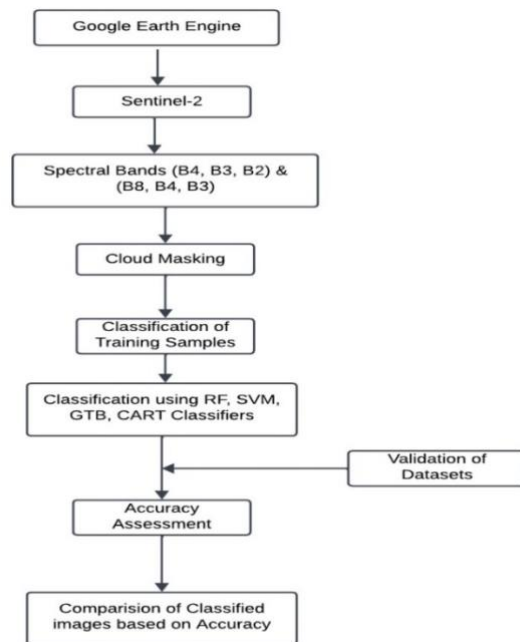 Google Earth Engine
Sentinel-2
Spectral Bands (B4, B3, B2) &
(B8, B4, B3)
Cloud Masking
Classification of
Training Samples
Classification using RF, SVM,
GTB, CART Classifiers
Validation of
Datasets
Accuracy
Assessment
Comparision of Classified
images based on Accuracy